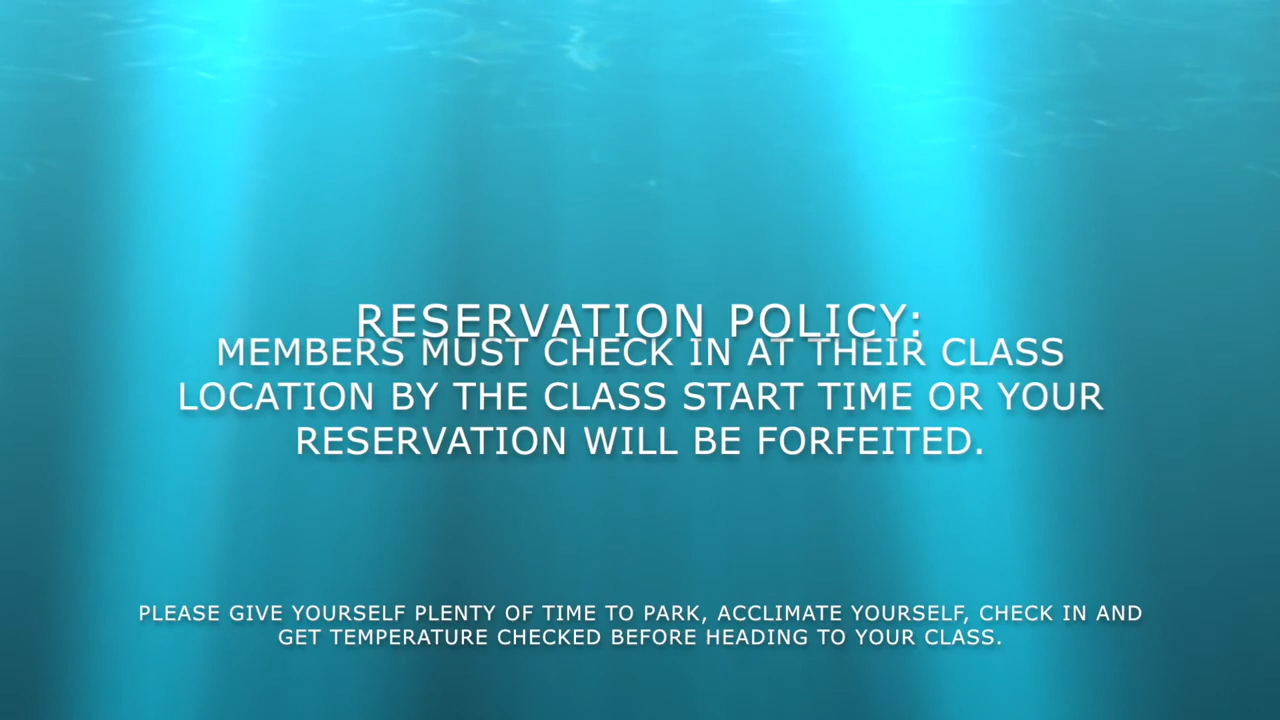 RESERVATION POLICY:
MEMBERS MUST CHECK IN AT THEIR CLASS
LOCATION BY THE CLASS START TIME OR YOUR
RESERVATION WILL BE FORFEITED.
PLEASE GIVE YOURSELF PLENTY OF TIME TO PARK, ACCLIMATE YOURSELF, CHECK IN AND
GET TEMPERATURE CHECKED BEFORE HEADING TO YOUR CLASS.